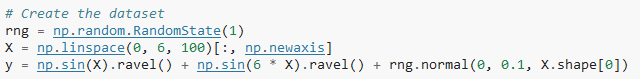 # Create the dataset
rng = np.random.RandomState(1)
X = np.linspace(0, 6, 100)[:, np.newaxis]
y = np.sin(X).ravel() + np.sin(6 * X).ravel() + rng.normal(0, 0.1, X.shape[0])